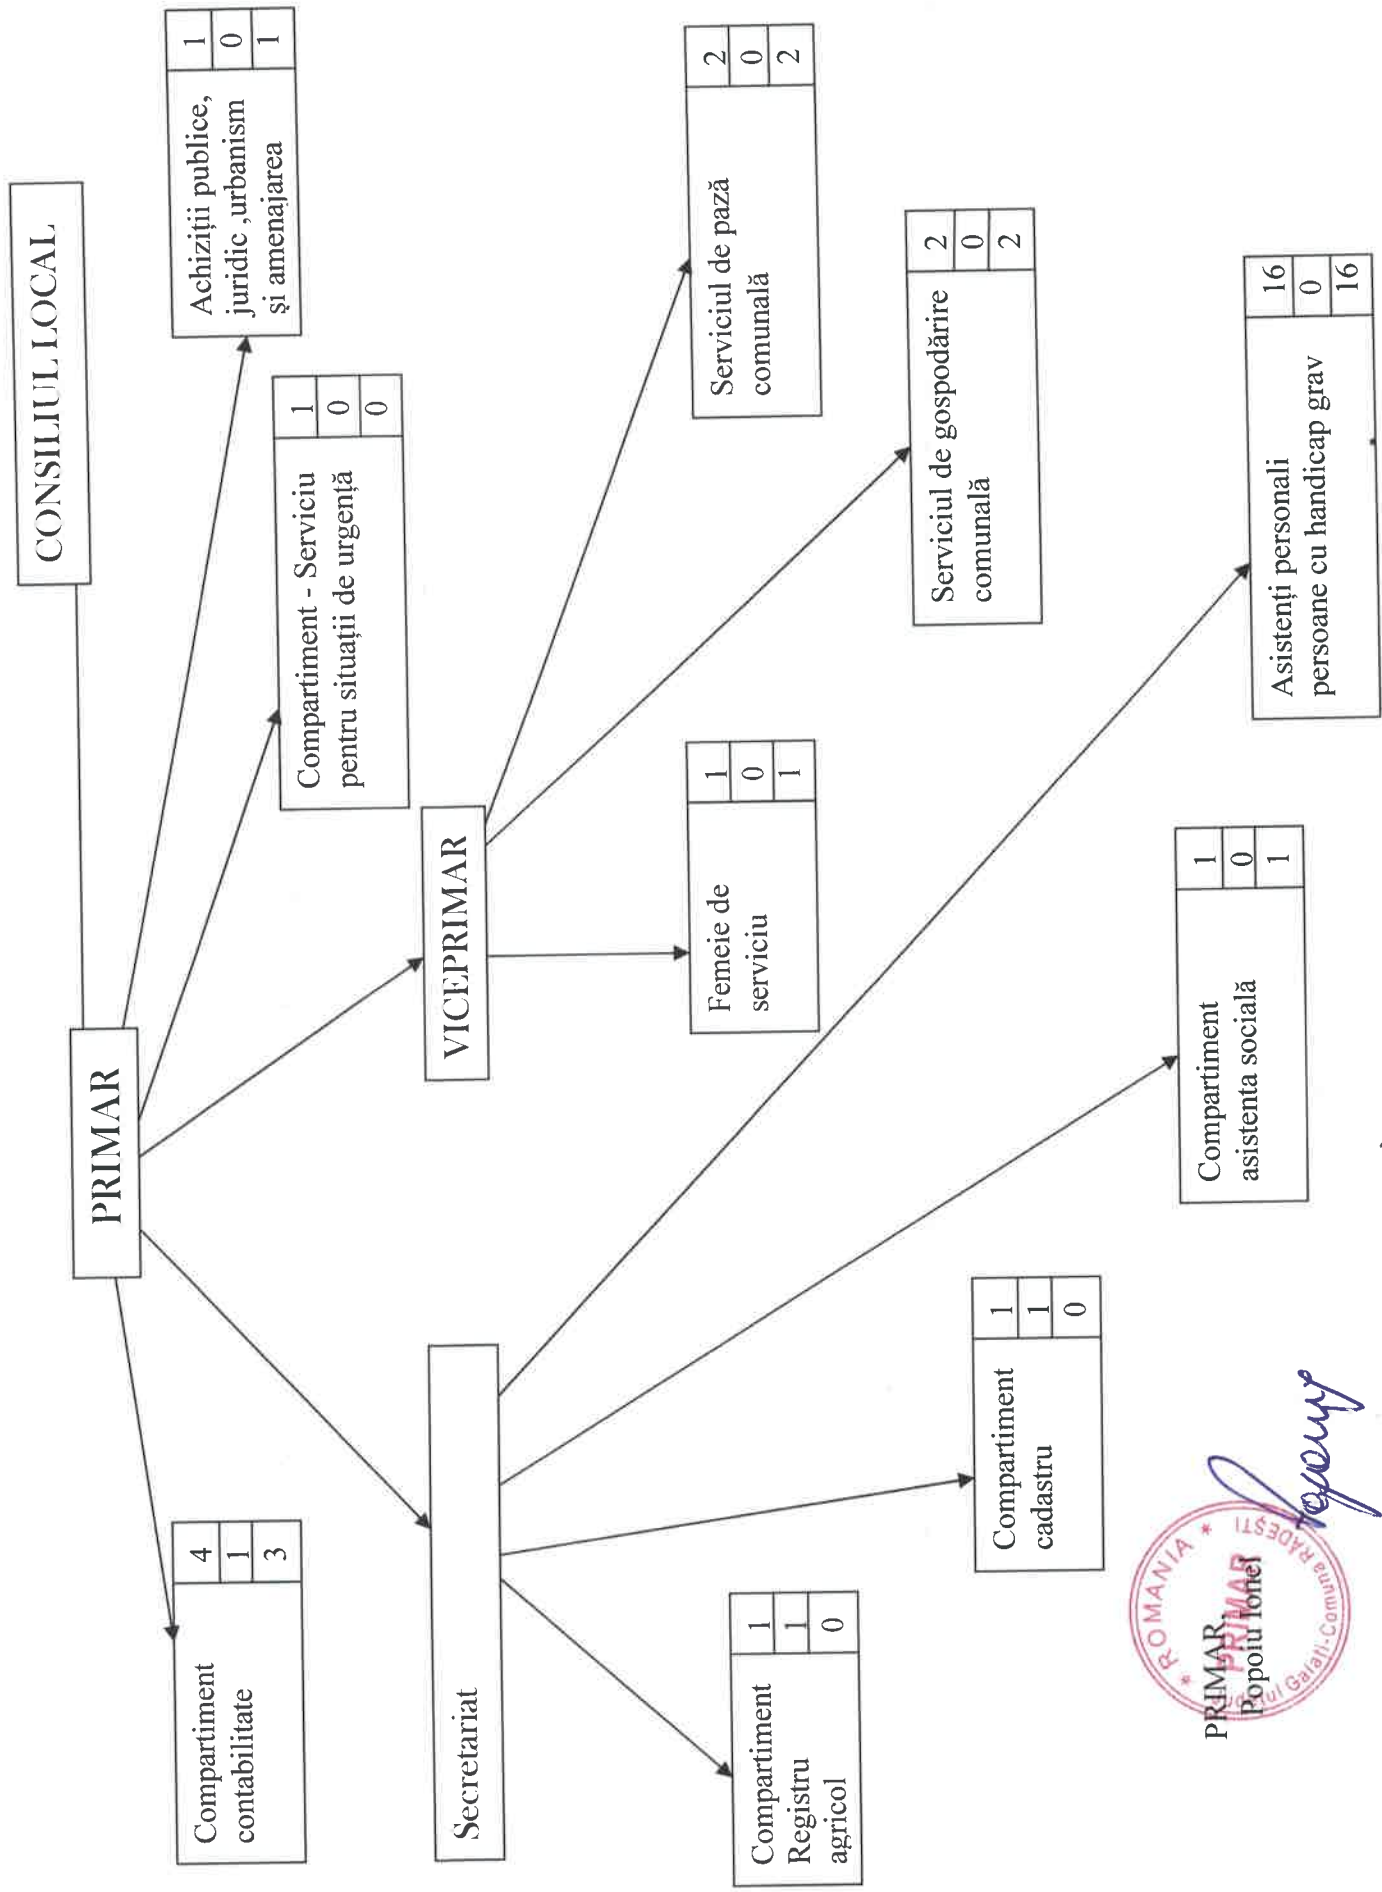 CONSILIUL LOCAL
PRIMAR
Compartiment
contabilitate
4
1
3
Compartiment - Serviciu
pentru situații de urgență
1
0
0
Achiziții publice,
juridic ,urbanism
și amenajarea
1
0
1
Secretariat
VICEPRIMAR
Compartiment
Registru
agricol
1
1
0
Femeie de
serviciu
1
0
1
Serviciul de pază
comunală
2
0
2
Compartiment
cadastru
1
1
0
Serviciul de gospodărire
comunală
2
0
2
Compartiment
asistenta socială
1
0
1
Asistenți personali
persoane cu handicap grav
16
0
16
PRIMAR,
Popoiu Ionel
* ROMANIA *
PRIMAR
Județul Galați-Comuna RĂDEȘTI